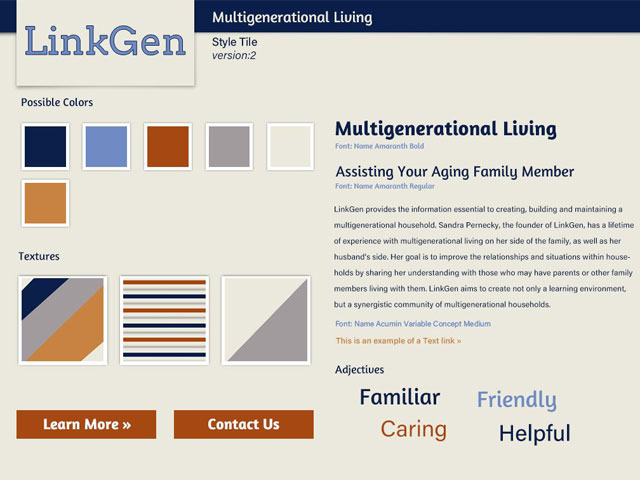 LinkGen
Multigenerational Living
Style Tile
version:2
Possible Colors
Textures
Learn More »
Contact Us
Multigenerational Living
Font: Name Amaranth Bold
Assisting Your Aging Family Member
Font: Name Amaranth Regular
LinkGen provides the information essential to creating, building and maintaining a
multigenerational household. Sandra Pernecky, the founder of LinkGen, has a lifetime
of experience with multigenerational living on her side of the family, as well as her
husband's side. Her goal is to improve the relationships and situations within house-
holds by sharing her understanding with those who may have parents or other family
members living with them. LinkGen aims to create not only a learning environment,
but a synergistic community of multigenerational households.
Font: Name Acumin Variable Concept Medium
This is an example of a Text link »
Adjectives
Familiar
Friendly
Caring
Helpful